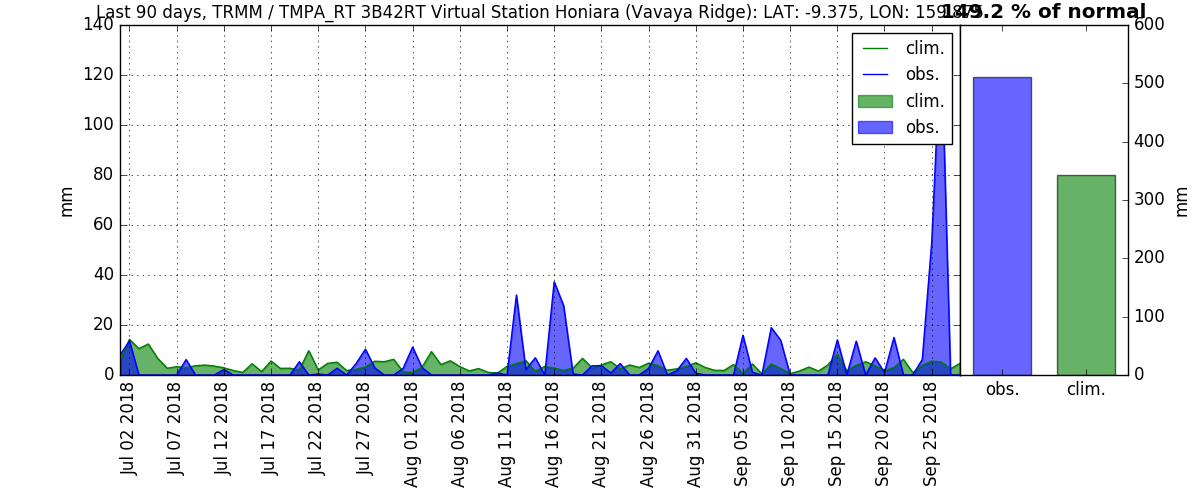 Last 90 days, TRMM / TMPA_RT 3B42RT Virtual Station Honiara (Vavaya Ridge): LAT: -9.375, LON:
149.2 % of normal
140
120
100
80
60
40
20
0
mm
clim.
obs.
clim.
obs.
600
500
400
300
200
100
0
mm
obs.
clim.
Jul 02 2018
Jul 07 2018
Jul 12 2018
Jul 17 2018
Jul 22 2018
Jul 27 2018
Aug 01 2018
Aug 06 2018
Aug 11 2018
Aug 16 2018
Aug 21 2018
Aug 26 2018
Aug 31 2018
Sep 05 2018
Sep 10 2018
Sep 15 2018
Sep 20 2018
Sep 25 2018